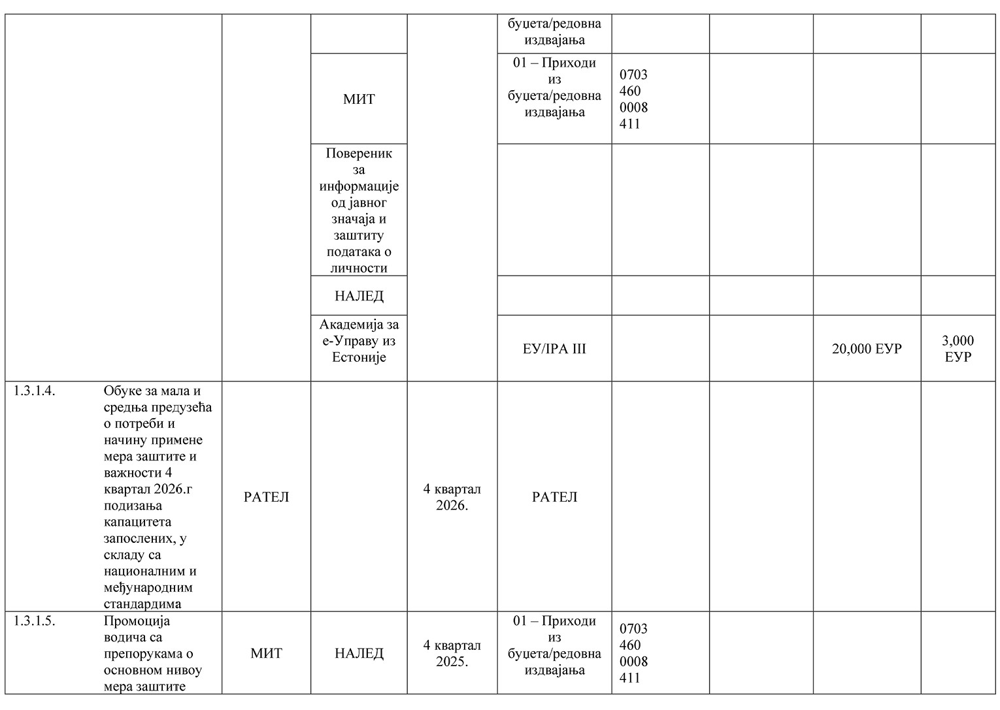 буџета/редовна
издвајања
МИТ
01 – Приходи
из
буџета/редовна
издвајања
0703
460
0008
411
Повереник
за
информације
од јавног
значаја и
заштиту
података о
личности
НАЛЕД
Академија за
е-Управу из
Естоније
ЕУ/IPA III
20,000 ЕУР
3,000
ЕУР
1.3.1.4.
Обуке за мала и
средња предузећа
о потреби и
начину примене
мера заштите и
важности 4
квартал 2026.г
подизања
капацитета
запослених, у
складу са
националним и
међународним
стандардима
РАТЕЛ
4 квартал
2026.
РАТЕЛ
1.3.1.5.
Промоција
водича са
препорукама о
основном нивоу
мера заштите
МИТ
НАЛЕД
4 квартал
2025.
01 – Приходи
из
буџета/редовна
издвајања
0703
460
0008
411